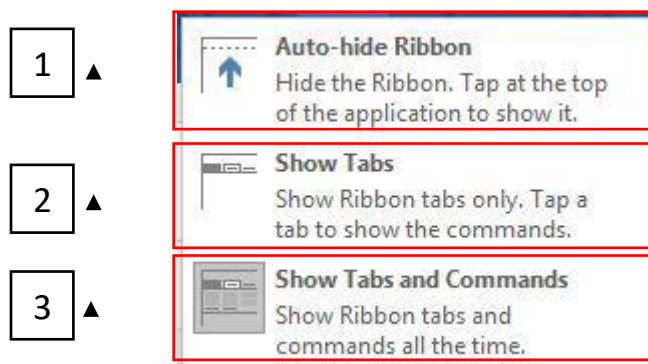 1 ▲
Auto-hide Ribbon
Hide the Ribbon. Tap at the top
of the application to show it.
2 ▲
Show Tabs
Show Ribbon tabs only. Tap a
tab to show the commands.
3 ▲
Show Tabs and Commands
Show Ribbon tabs and
commands all the time.